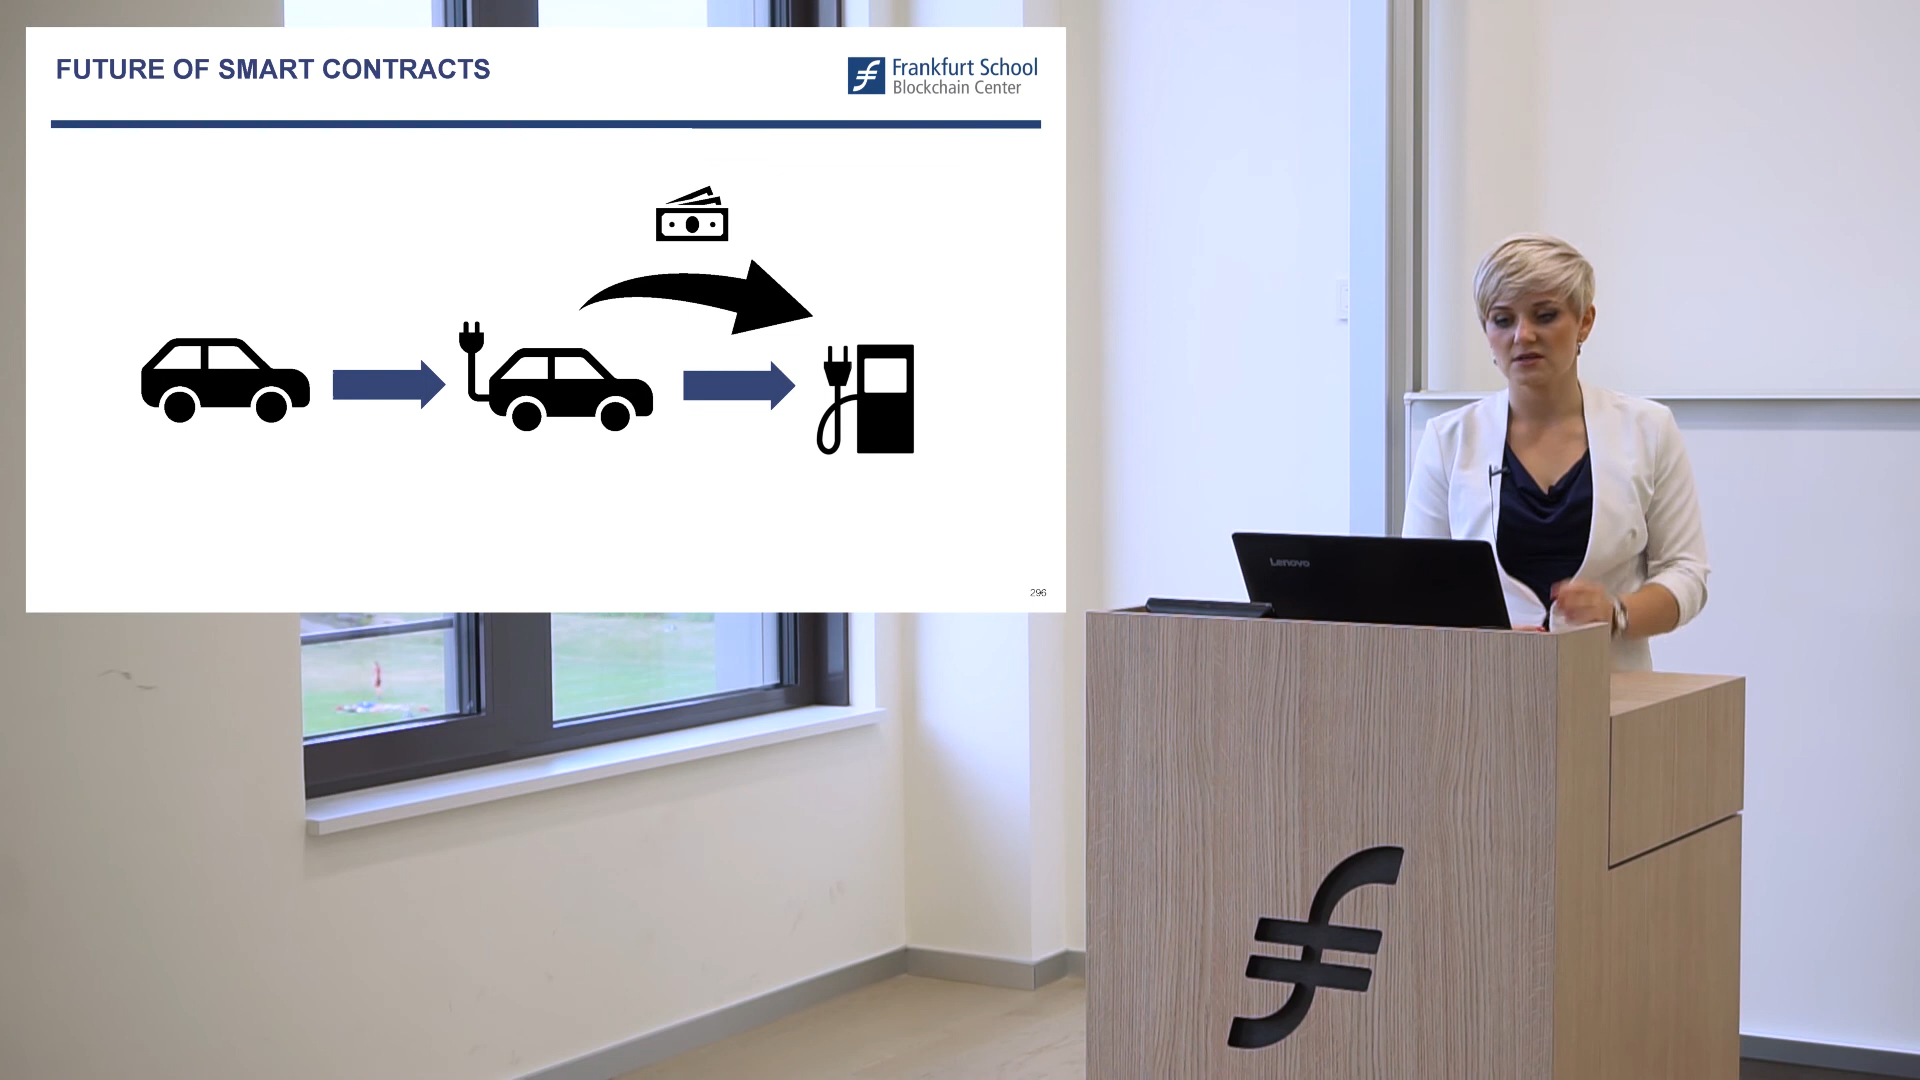 FUTURE OF SMART CONTRACTS
Frankfurt School
Blockchain Center
296
Lenovo